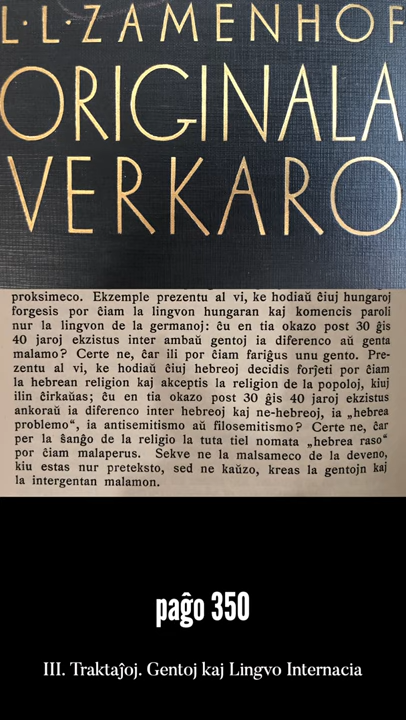 L·L·ZAMENHOF
ORIGINALA
VERKARO
proksimeco. Ekzemple prezentu al vi, ke hodiaŭ ĉiuj hungaroj
forgesis por ĉiam la lingvon hungaran kaj komencis paroli
nur la lingvon de la germanoj: ĉu en tia okazo post 30 ĝis
40 jaroj ekzistus inter ambaŭ gentoj ia diferenco aŭ genta
malamo? Certe ne, ĉar ili por ĉiam fariĝus unu gento. Pre-
zentu al vi, ke hodiaŭ ĉiuj hebreoj decidis forĵeti por ĉiam
la hebrean religion kaj akceptis la religion de la popoloj, kiuj
ilin ĉirkaŭas; ĉu en tia okazo post 30 ĝis 40 jaroj ekzistus
ankoraŭ ia diferenco inter hebreoj kaj ne-hebreoj, ia „hebrea
problemo“, ia antisemitismo aŭ filosemitismo? Certe ne, ĉar
per la ŝanĝo de la religio la tuta tiel nomata „hebrea raso“
por ĉiam malaperus. Sekve ne la malsameco de la deveno,
kiu estas nur preteksto, sed ne kaŭzo, kreas la gentojn kaj
la intergentan malamon.
paĝo 350
III. Traktaĵoj. Gentoj kaj Lingvo Internacia